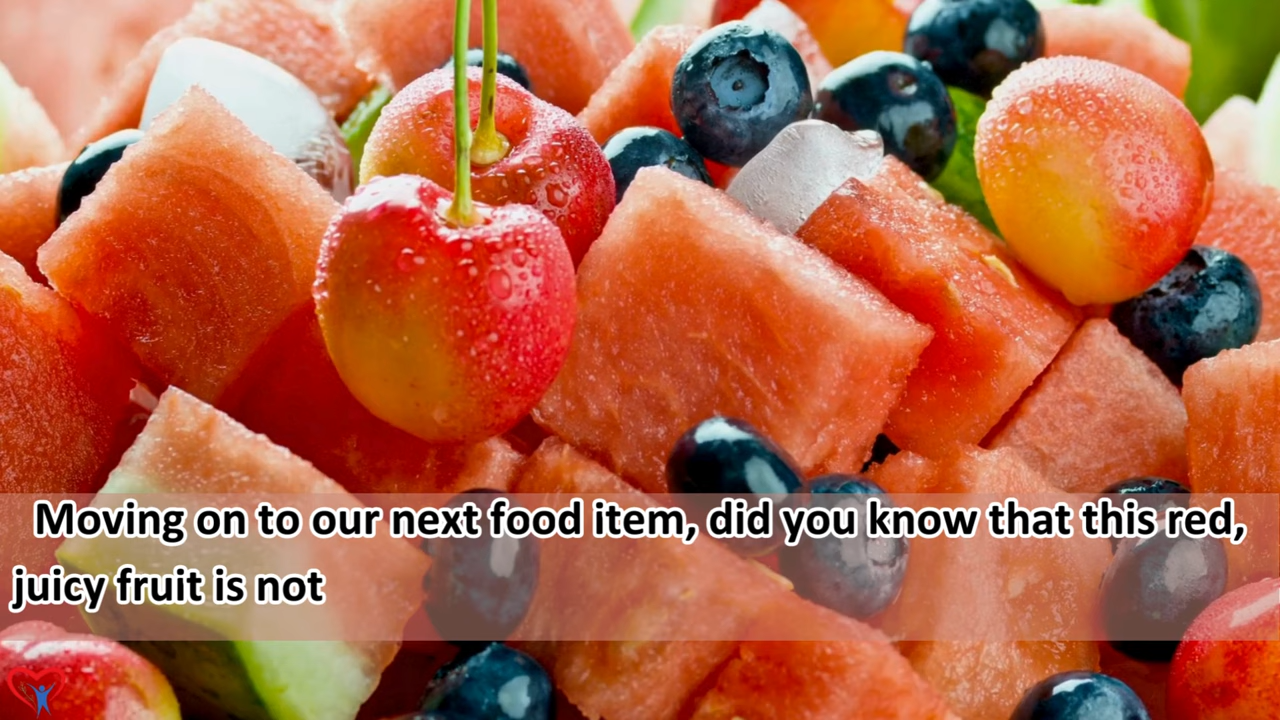 Moving on to our next food item, did you know that this red,
juicy fruit is not